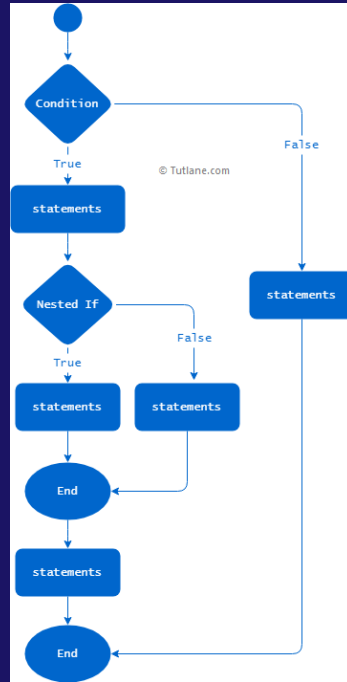 Condition
False
True
© Tutlane.com
statements
Nested If
statements
False
True
statements
statements
End
statements
End